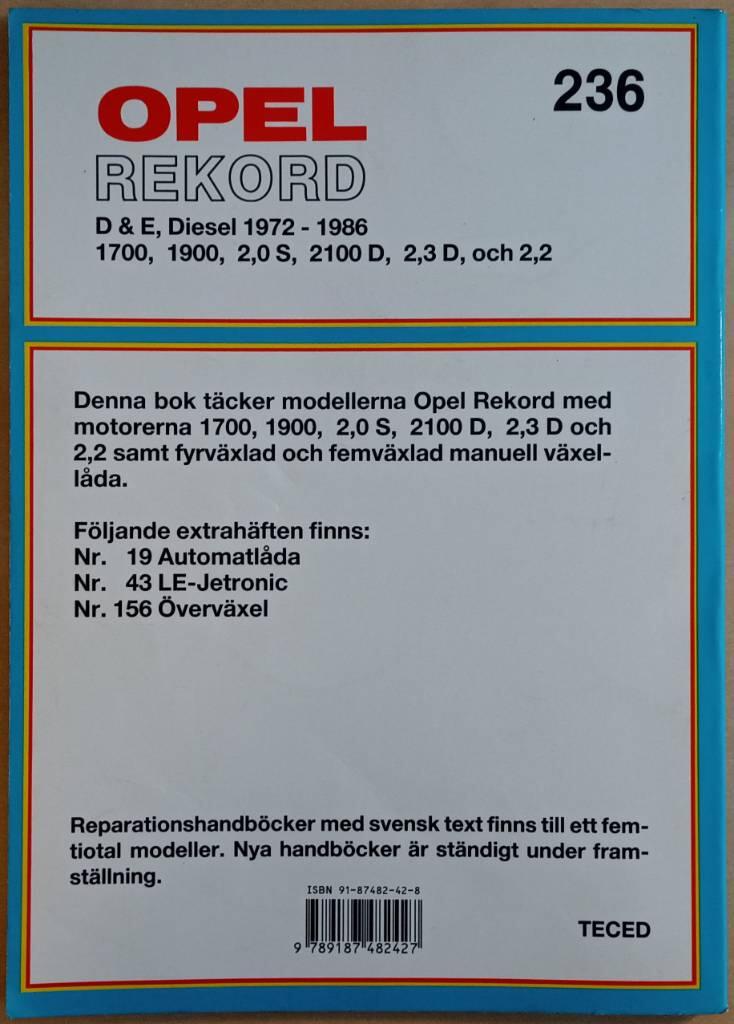 OPEL
236
REKORD
D & E, Diesel 1972 - 1986
1700, 1900, 2,0 S, 2100 D, 2,3 D, och 2,2
Denna bok täcker modellerna Opel Rekord med
motorerna 1700, 1900, 2,0 S, 2100 D, 2,3 D och
2,2 samt fyrväxlad och femväxlad manuell växel-
låda.
Följande extrahäften finns:
Nr. 19 Automatlåda
Nr. 43 LE-Jetronic
Nr. 156 Överväxel
Reparationshandböcker med svensk text finns till ett fem-
tiotal modeller. Nya handböcker är ständigt under fram-
ställning.
ISBN 91-87482-42-8
9 789187 482427
TECED